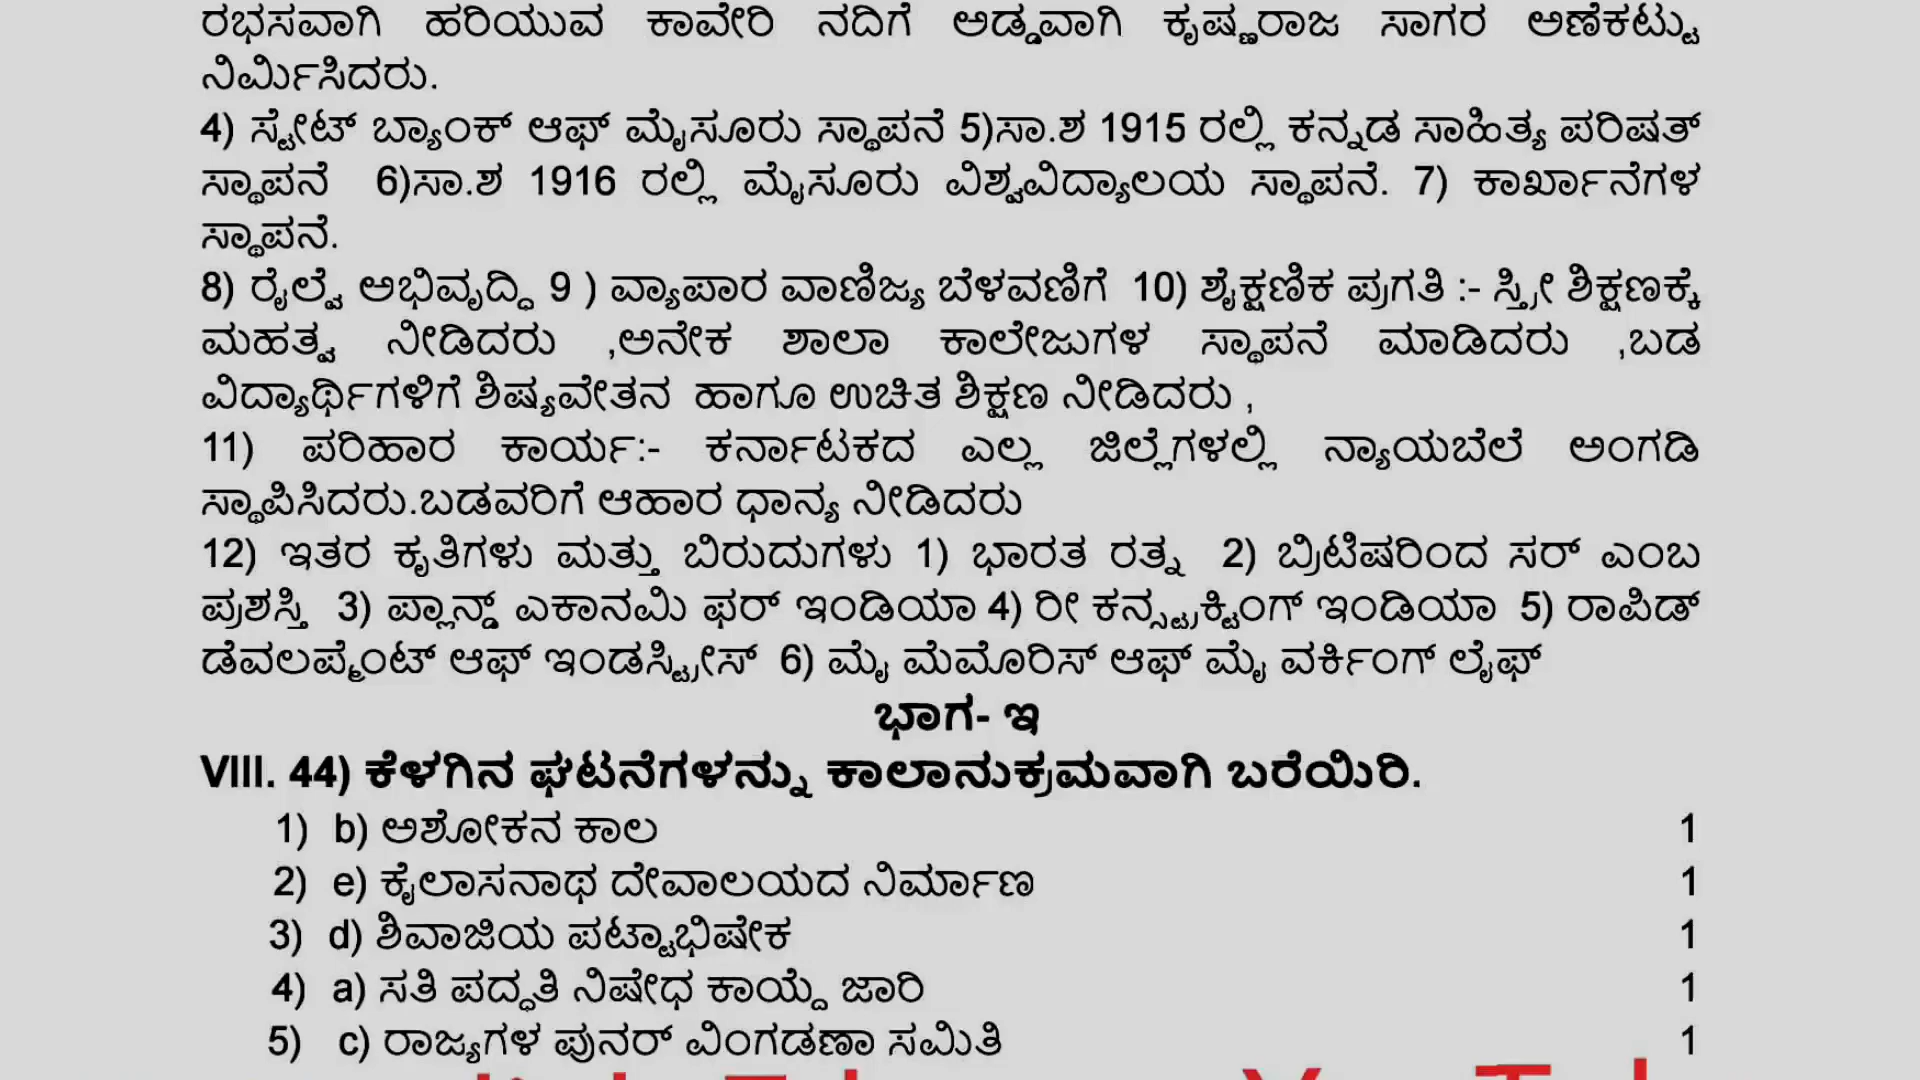 ರಭಸವಾಗಿ ಹರಿಯುವ ಕಾವೇರಿ ನದಿಗೆ ಅಡ್ಡವಾಗಿ ಕೃಷ್ಣರಾಜ ಸಾಗರ ಅಣೆಕಟ್ಟು
ನಿರ್ಮಿಸಿದರು.
4) ಸ್ಟೇಟ್ ಬ್ಯಾಂಕ್ ಆಫ್ ಮೈಸೂರು ಸ್ಥಾಪನೆ 5)ಸಾ.ಶ 1915 ರಲ್ಲಿ ಕನ್ನಡ ಸಾಹಿತ್ಯ ಪರಿಷತ್
ಸ್ಥಾಪನೆ 6)ಸಾ.ಶ 1916 ರಲ್ಲಿ ಮೈಸೂರು ವಿಶ್ವವಿದ್ಯಾಲಯ ಸ್ಥಾಪನೆ. 7) ಕಾರ್ಖಾನೆಗಳ
ಸ್ಥಾಪನೆ.
8) ರೈಲ್ವೆ ಅಭಿವೃದ್ಧಿ 9 ) ವ್ಯಾಪಾರ ವಾಣಿಜ್ಯ ಬೆಳವಣಿಗೆ 10) ಶೈಕ್ಷಣಿಕ ಪ್ರಗತಿ :- ಸ್ತ್ರೀ ಶಿಕ್ಷಣಕ್ಕೆ
ಮಹತ್ವ ನೀಡಿದರು ,ಅನೇಕ ಶಾಲಾ ಕಾಲೇಜುಗಳ ಸ್ಥಾಪನೆ ಮಾಡಿದರು ,ಬಡ
ವಿದ್ಯಾರ್ಥಿಗಳಿಗೆ ಶಿಷ್ಯವೇತನ ಹಾಗೂ ಉಚಿತ ಶಿಕ್ಷಣ ನೀಡಿದರು ,
11) ಪರಿಹಾರ ಕಾರ್ಯ:- ಕರ್ನಾಟಕದ ಎಲ್ಲ ಜಿಲ್ಲೆಗಳಲ್ಲಿ ನ್ಯಾಯಬೆಲೆ ಅಂಗಡಿ
ಸ್ಥಾಪಿಸಿದರು.ಬಡವರಿಗೆ ಆಹಾರ ಧಾನ್ಯ ನೀಡಿದರು
12) ಇತರ ಕೃತಿಗಳು ಮತ್ತು ಬಿರುದುಗಳು 1) ಭಾರತ ರತ್ನ 2) ಬ್ರಿಟಿಷರಿಂದ ಸರ್ ಎಂಬ
ಪ್ರಶಸ್ತಿ 3) ಪ್ಲಾನ್ಡ್ ಎಕಾನಮಿ ಫರ್ ಇಂಡಿಯಾ 4) ರೀ ಕನ್ಸ್ಟ್ರಕ್ಟಿಂಗ್ ಇಂಡಿಯಾ 5) ರಾಪಿಡ್
ಡೆವಲಪ್ಮೆಂಟ್ ಆಫ್ ಇಂಡಸ್ಟ್ರೀಸ್ 6) ಮೈ ಮೆಮೊರಿಸ್ ಆಫ್ ಮೈ ವರ್ಕಿಂಗ್ ಲೈಫ್
ಭಾಗ- ಇ
VIII. 44) ಕೆಳಗಿನ ಘಟನೆಗಳನ್ನು ಕಾಲಾನುಕ್ರಮವಾಗಿ ಬರೆಯಿರಿ.
1) b) ಅಶೋಕನ ಕಾಲ 1
2) e) ಕೈಲಾಸನಾಥ ದೇವಾಲಯದ ನಿರ್ಮಾಣ 1
3) d) ಶಿವಾಜಿಯ ಪಟ್ಟಾಭಿಷೇಕ 1
4) a) ಸತಿ ಪದ್ಧತಿ ನಿಷೇಧ ಕಾಯ್ದೆ ಜಾರಿ 1
5) c) ರಾಜ್ಯಗಳ ಪುನರ್ ವಿಂಗಡಣಾ ಸಮಿತಿ 1